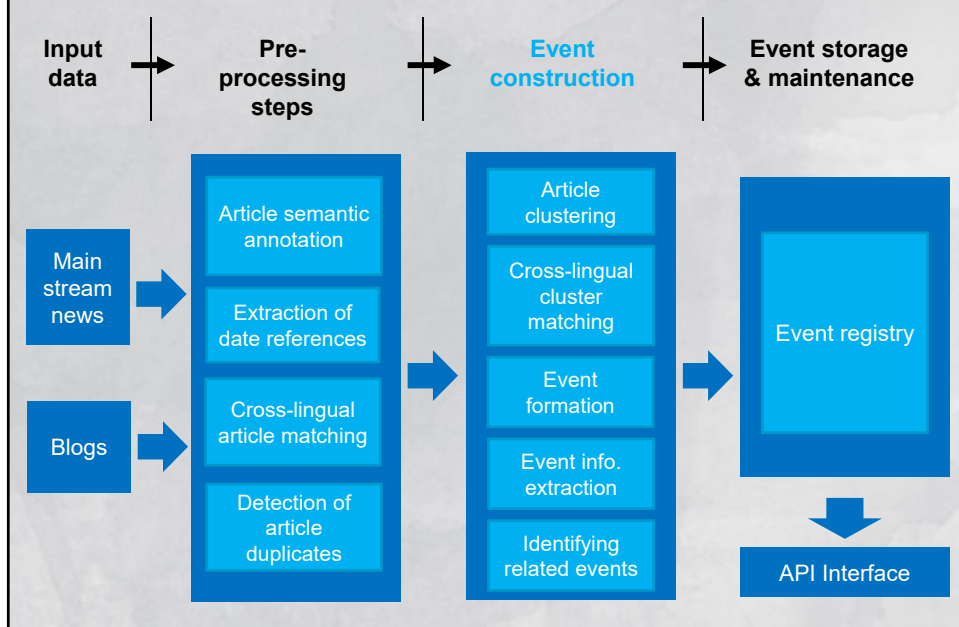 Input
data
Pre-
processing
steps
Event
construction
Event storage
& maintenance
Main
stream
news
Blogs
Article semantic
annotation
Extraction of
date references
Cross-lingual
article matching
Detection of
article
duplicates
Article
clustering
Cross-lingual
cluster
matching
Event
formation
Event info.
extraction
Identifying
related events
Event registry
API Interface